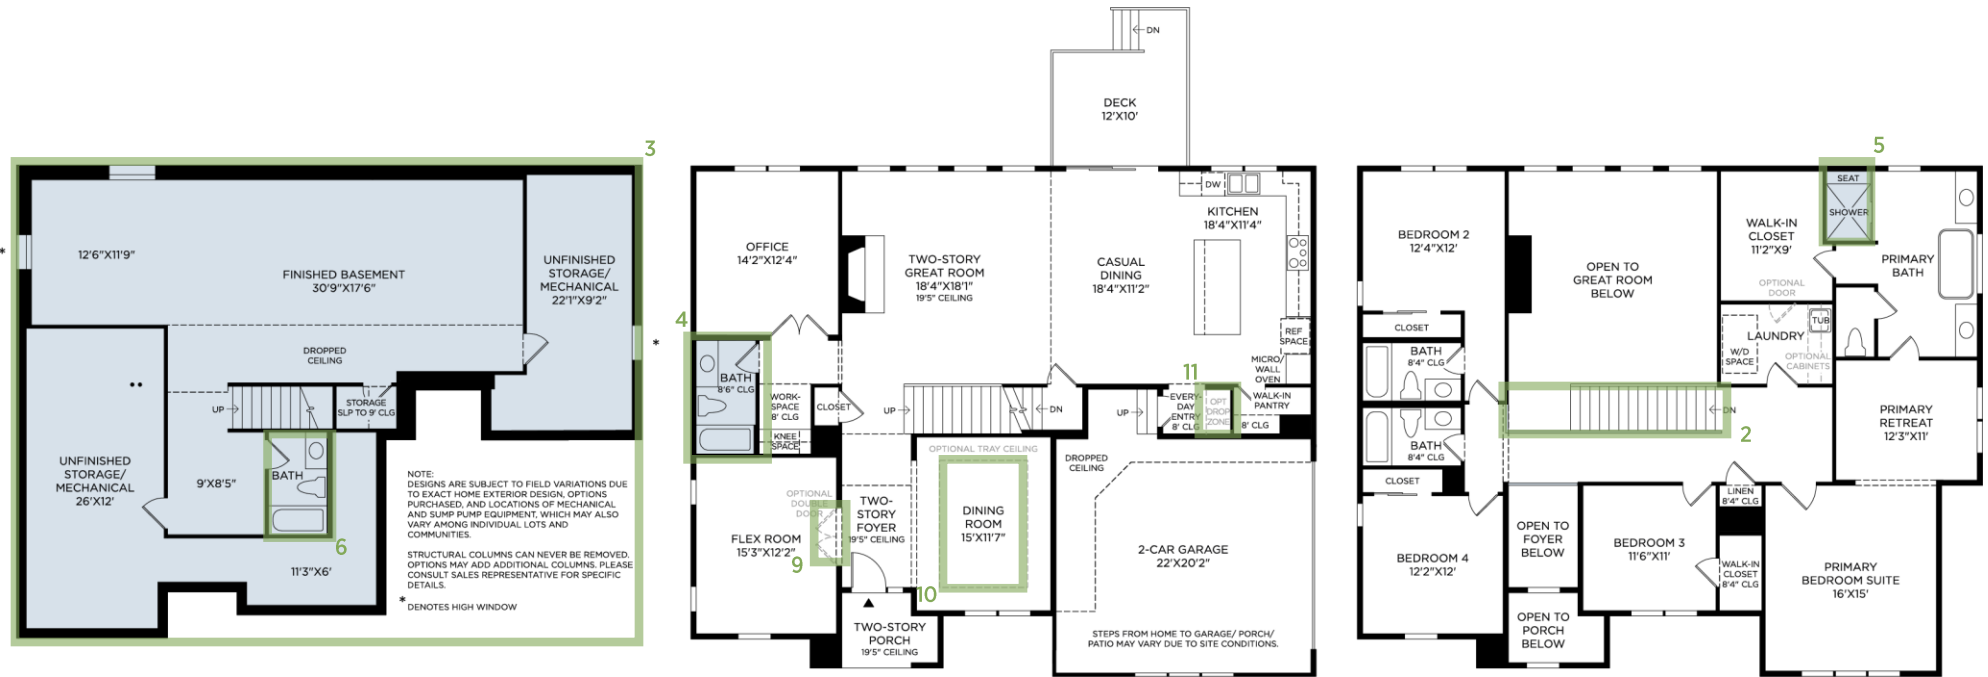 3
*
12'6"X11'9"
FINISHED BASEMENT
30'9"X17'6"
UNFINISHED
STORAGE/
MECHANICAL
22'1"X9'2"
*
DROPPED
CEILING
UP
STORAGE
SLP TO 9' CLG
UNFINISHED
STORAGE/
MECHANICAL
26'X12'
9'X8'5"
BATH
6
11'3"X6'
NOTE:
DESIGNS ARE SUBJECT TO FIELD VARIATIONS DUE
TO EXACT HOME EXTERIOR DESIGN, OPTIONS
PURCHASED, AND LOCATIONS OF MECHANICAL
AND SUMP PUMP EQUIPMENT, WHICH MAY ALSO
VARY AMONG INDIVIDUAL LOTS AND
COMMUNITIES.
STRUCTURAL COLUMNS CAN NEVER BE REMOVED.
OPTIONS MAY ADD ADDITIONAL COLUMNS. PLEASE
CONSULT SALES REPRESENTATIVE FOR SPECIFIC
DETAILS.
* DENOTES HIGH WINDOW
DN
DECK
12'X10'
OFFICE
14'2"X12'4"
TWO-STORY
GREAT ROOM
18'4"X18'1"
19'5" CEILING
CASUAL
DINING
18'4"X11'2"
DW
KITCHEN
18'4"X11'4"
REF
SPACE
MICRO/
WALL
OVEN
4
BATH
8'6" CLG
WORK-
SPACE
8' CLG
KNEE
SPACE
CLOSET
UP
DN
UP
11
EVERY-
DAY
ENTRY
8' CLG
OPT
DROP
ZONE
WALK-IN
PANTRY
8' CLG
OPTIONAL TRAY CEILING
DROPPED
CEILING
OPTIONAL
DOUBLE
DOOR
FLEX ROOM
15'3"X12'2"
9
TWO-
STORY
FOYER
19'5" CEILING
DINING
ROOM
15'X11'7"
10
2-CAR GARAGE
22'X20'2"
TWO-STORY
PORCH
19'5" CEILING
STEPS FROM HOME TO GARAGE/ PORCH/
PATIO MAY VARY DUE TO SITE CONDITIONS.
5
SEAT
SHOWER
BEDROOM 2
12'4"X12'
OPEN TO
GREAT ROOM
BELOW
WALK-IN
CLOSET
11'2"X9'
OPTIONAL
DOOR
PRIMARY
BATH
CLOSET
LAUNDRY
TUB
W/D
SPACE
OPTIONAL
CABINETS
BATH
8'4" CLG
DN
2
BATH
8'4" CLG
PRIMARY
RETREAT
12'3"X11'
CLOSET
LINEN
8'4" CLG
BEDROOM 4
12'2"X12'
OPEN TO
FOYER
BELOW
BEDROOM 3
11'6"X11'
WALK-IN
CLOSET
8'4" CLG
PRIMARY
BEDROOM SUITE
16'X15'
OPEN TO
PORCH
BELOW